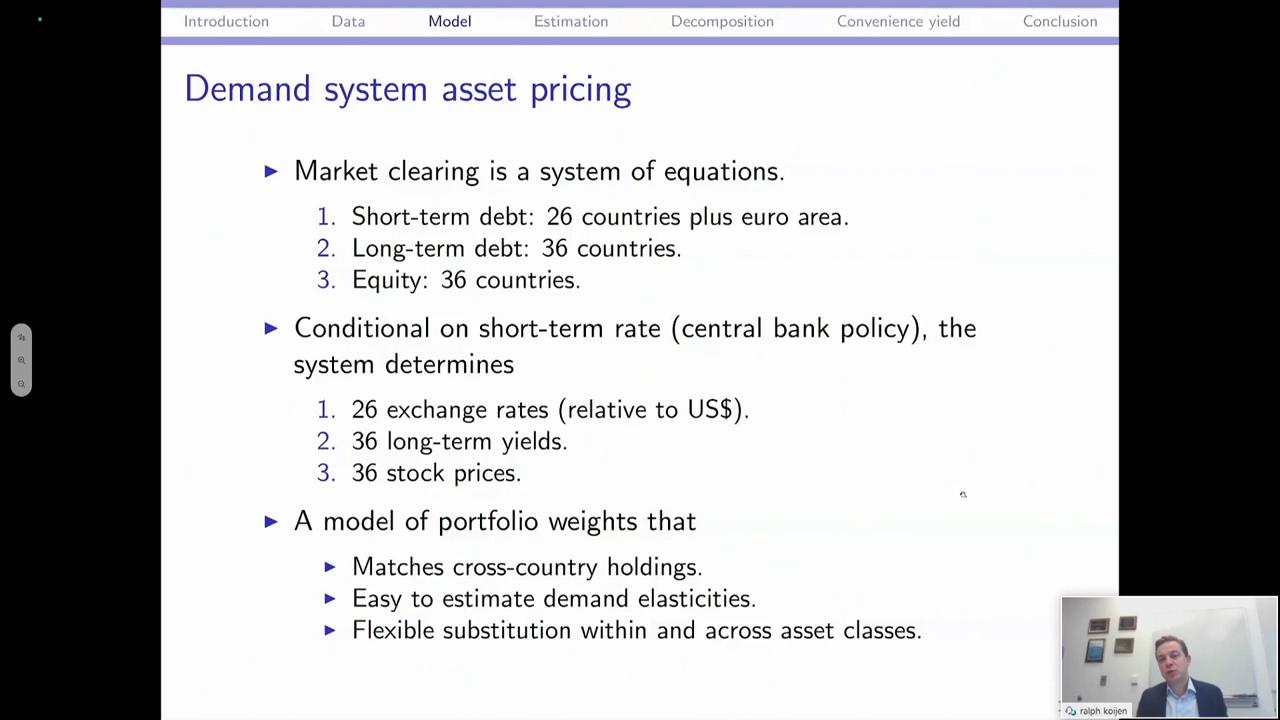 Introduction Data Model Estimation Decomposition Convenience yield Conclusion
Demand system asset pricing
Market clearing is a system of equations.
1. Short-term debt: 26 countries plus euro area.
2. Long-term debt: 36 countries.
3. Equity: 36 countries.
Conditional on short-term rate (central bank policy), the
system determines
1. 26 exchange rates (relative to US$).
2. 36 long-term yields.
3. 36 stock prices.
A model of portfolio weights that
Matches cross-country holdings.
Easy to estimate demand elasticities.
Flexible substitution within and across asset classes.
ralph koijen